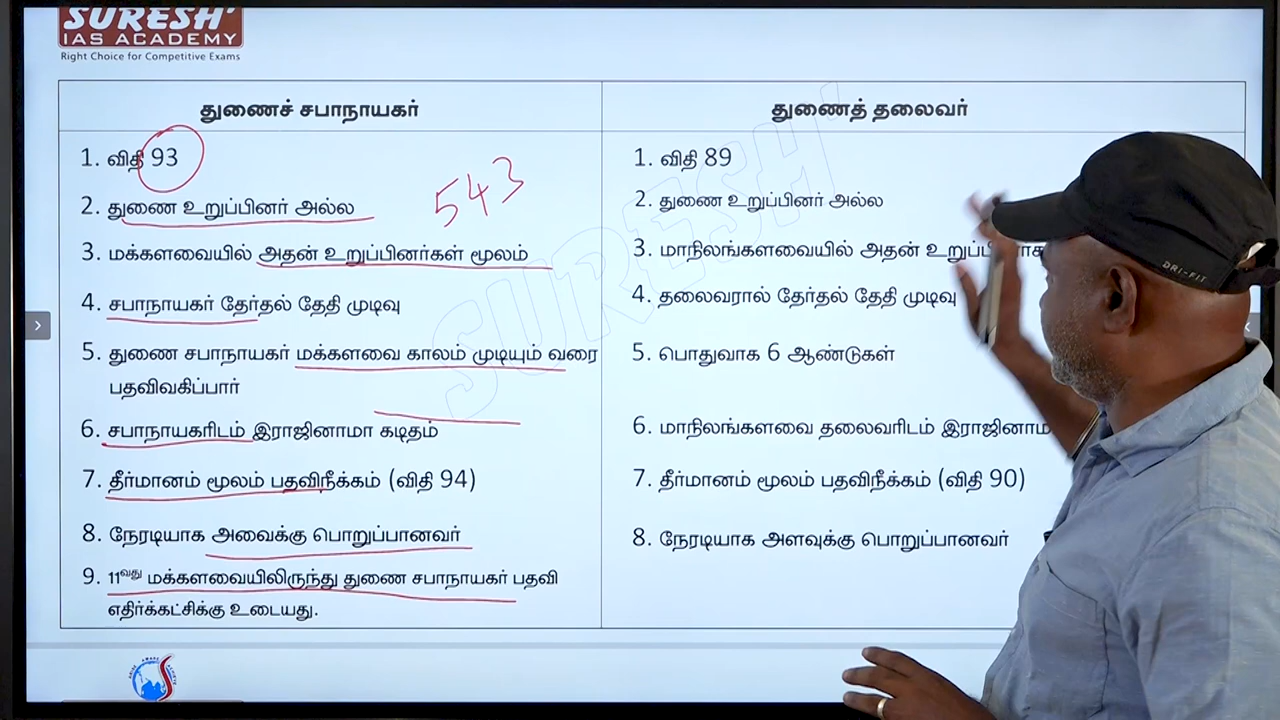 SURESH'
IAS ACADEMY
Right Choice for Competitive Exams
துணைச் சபாநாயகர்
துணைத் தலைவர்
1. விதி 93
2. துணை உறுப்பினர் அல்ல
543
3. மக்களவையில் அதன் உறுப்பினர்கள் மூலம்
4. சபாநாயகர் தேர்தல் தேதி முடிவு
5. துணை சபாநாயகர் மக்களவை காலம் முடியும் வரை
பதவிவகிப்பார்
6. சபாநாயகரிடம் இராஜினாமா கடிதம்
7. தீர்மானம் மூலம் பதவிநீக்கம் (விதி 94)
8. நேரடியாக அவைக்கு பொறுப்பானவர்
9. 11வது மக்களவையிலிருந்து துணை சபாநாயகர் பதவி
எதிர்க்கட்சிக்கு உடையது.
1. விதி 89
2. துணை உறுப்பினர் அல்ல
3. மாநிலங்களவையில் அதன்
4. தலைவரால் தேர்தல் தேதி முடிவு
5. பொதுவாக 6 ஆண்டுகள்
6. மாநிலங்களவை தலைவரிடம்
7. தீர்மானம் மூலம் பதவிநீக்கம் (விதி 90)
8. நேரடியாக அளவுக்கு பொறுப்பானவர்
SURESH'
DRI-FIT